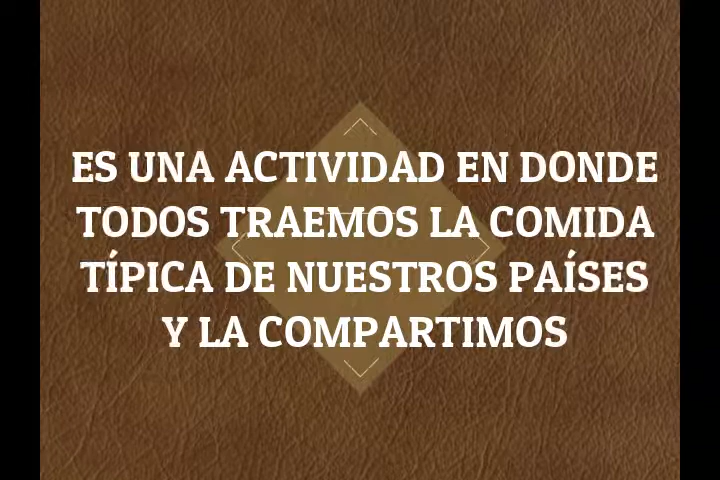 ES UNA ACTIVIDAD EN DONDE
TODOS TRAEMOS LA COMIDA
TÍPICA DE NUESTROS PAÍSES
Y LA COMPARTIMOS